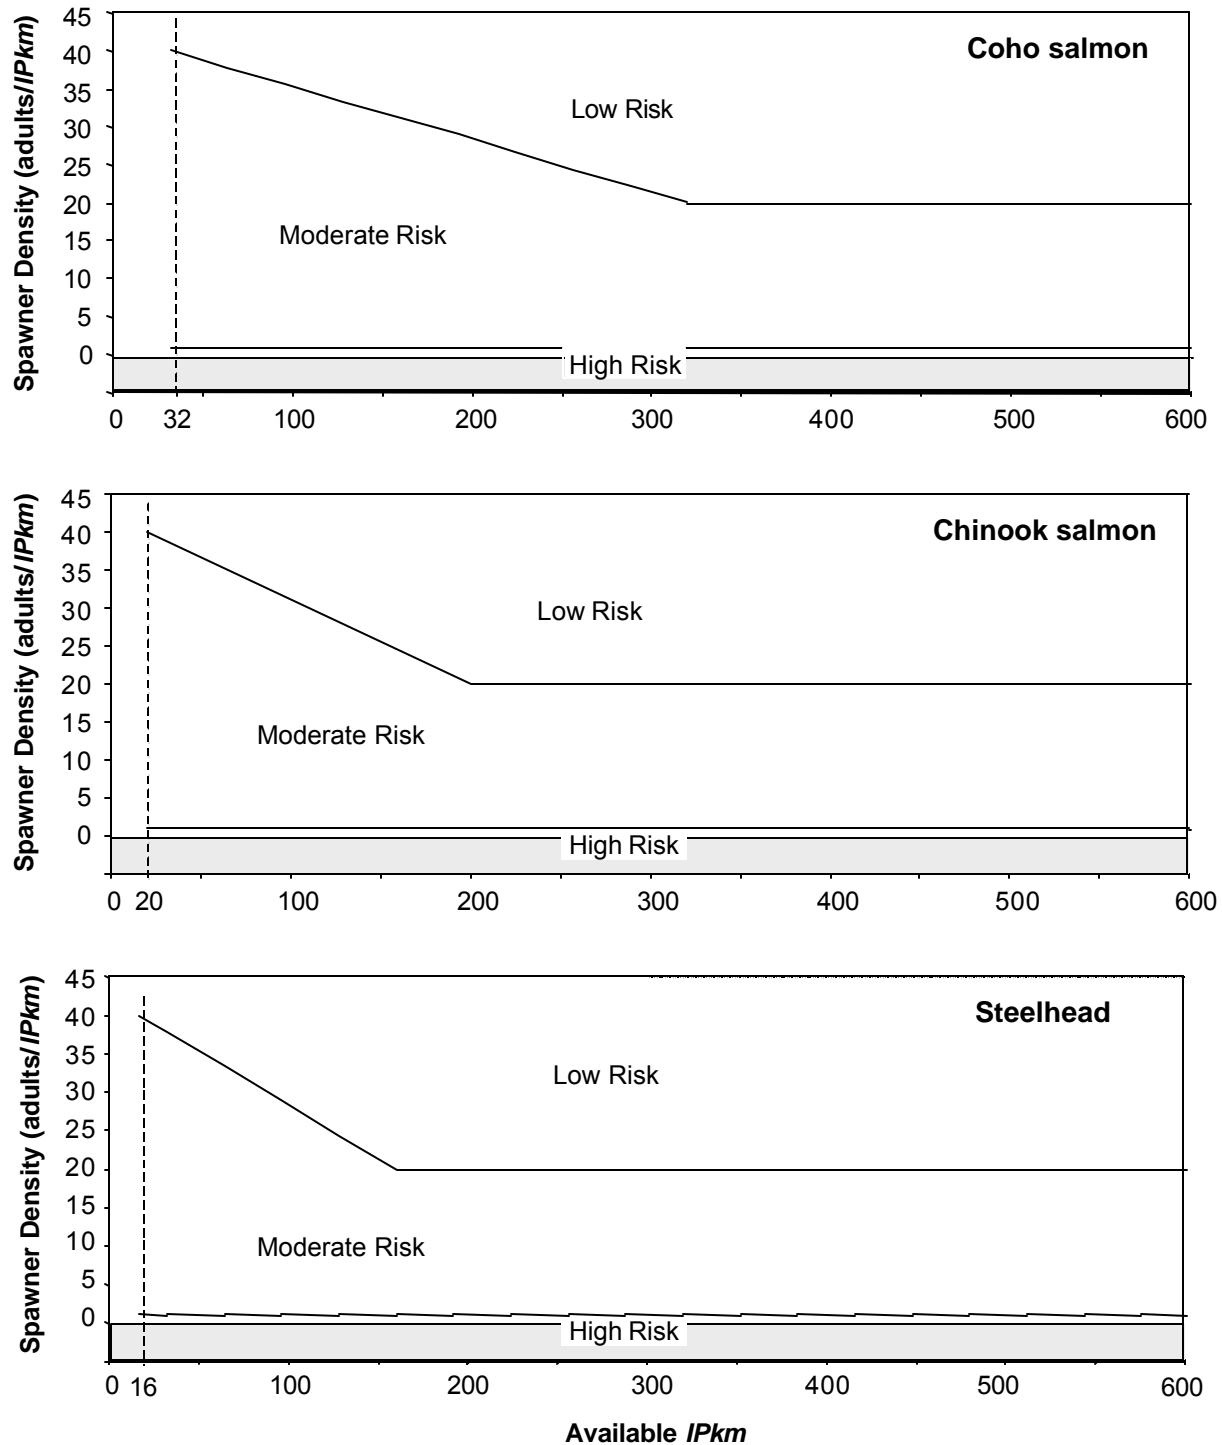 Coho salmon
Spawner Density (adults/IPkm)
45
40
35
30
25
20
15
10
5
0
Low Risk
Moderate Risk
High Risk
0 32 100 200 300 400 500 600
Chinook salmon
Spawner Density (adults/IPkm)
45
40
35
30
25
20
15
10
5
0
Low Risk
Moderate Risk
High Risk
0 20 100 200 300 400 500 600
Steelhead
Spawner Density (adults/IPkm)
45
40
35
30
25
20
15
10
5
0
Low Risk
Moderate Risk
High Risk
0 16 100 200 300 400 500 600
Available IPkm